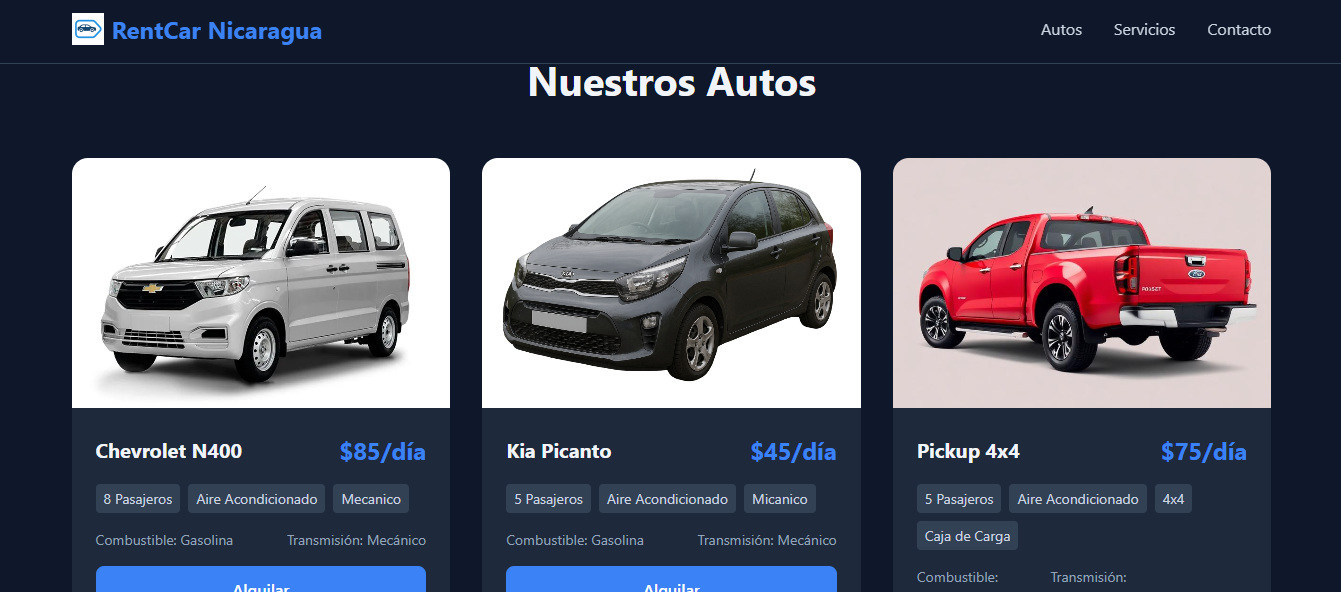 RentCar Nicaragua
Autos Servicios Contacto
Nuestros Autos
KIA
Ford
Chevrolet N400 $85/día
8 Pasajeros Aire Acondicionado Mecanico
Combustible: Gasolina Transmisión: Mecánico
Alquilar
Kia Picanto $45/día
5 Pasajeros Aire Acondicionado Micanico
Combustible: Gasolina Transmisión: Mecánico
Alquilar
Pickup 4x4 $75/día
5 Pasajeros Aire Acondicionado 4x4
Caja de Carga
Combustible: Transmisión: